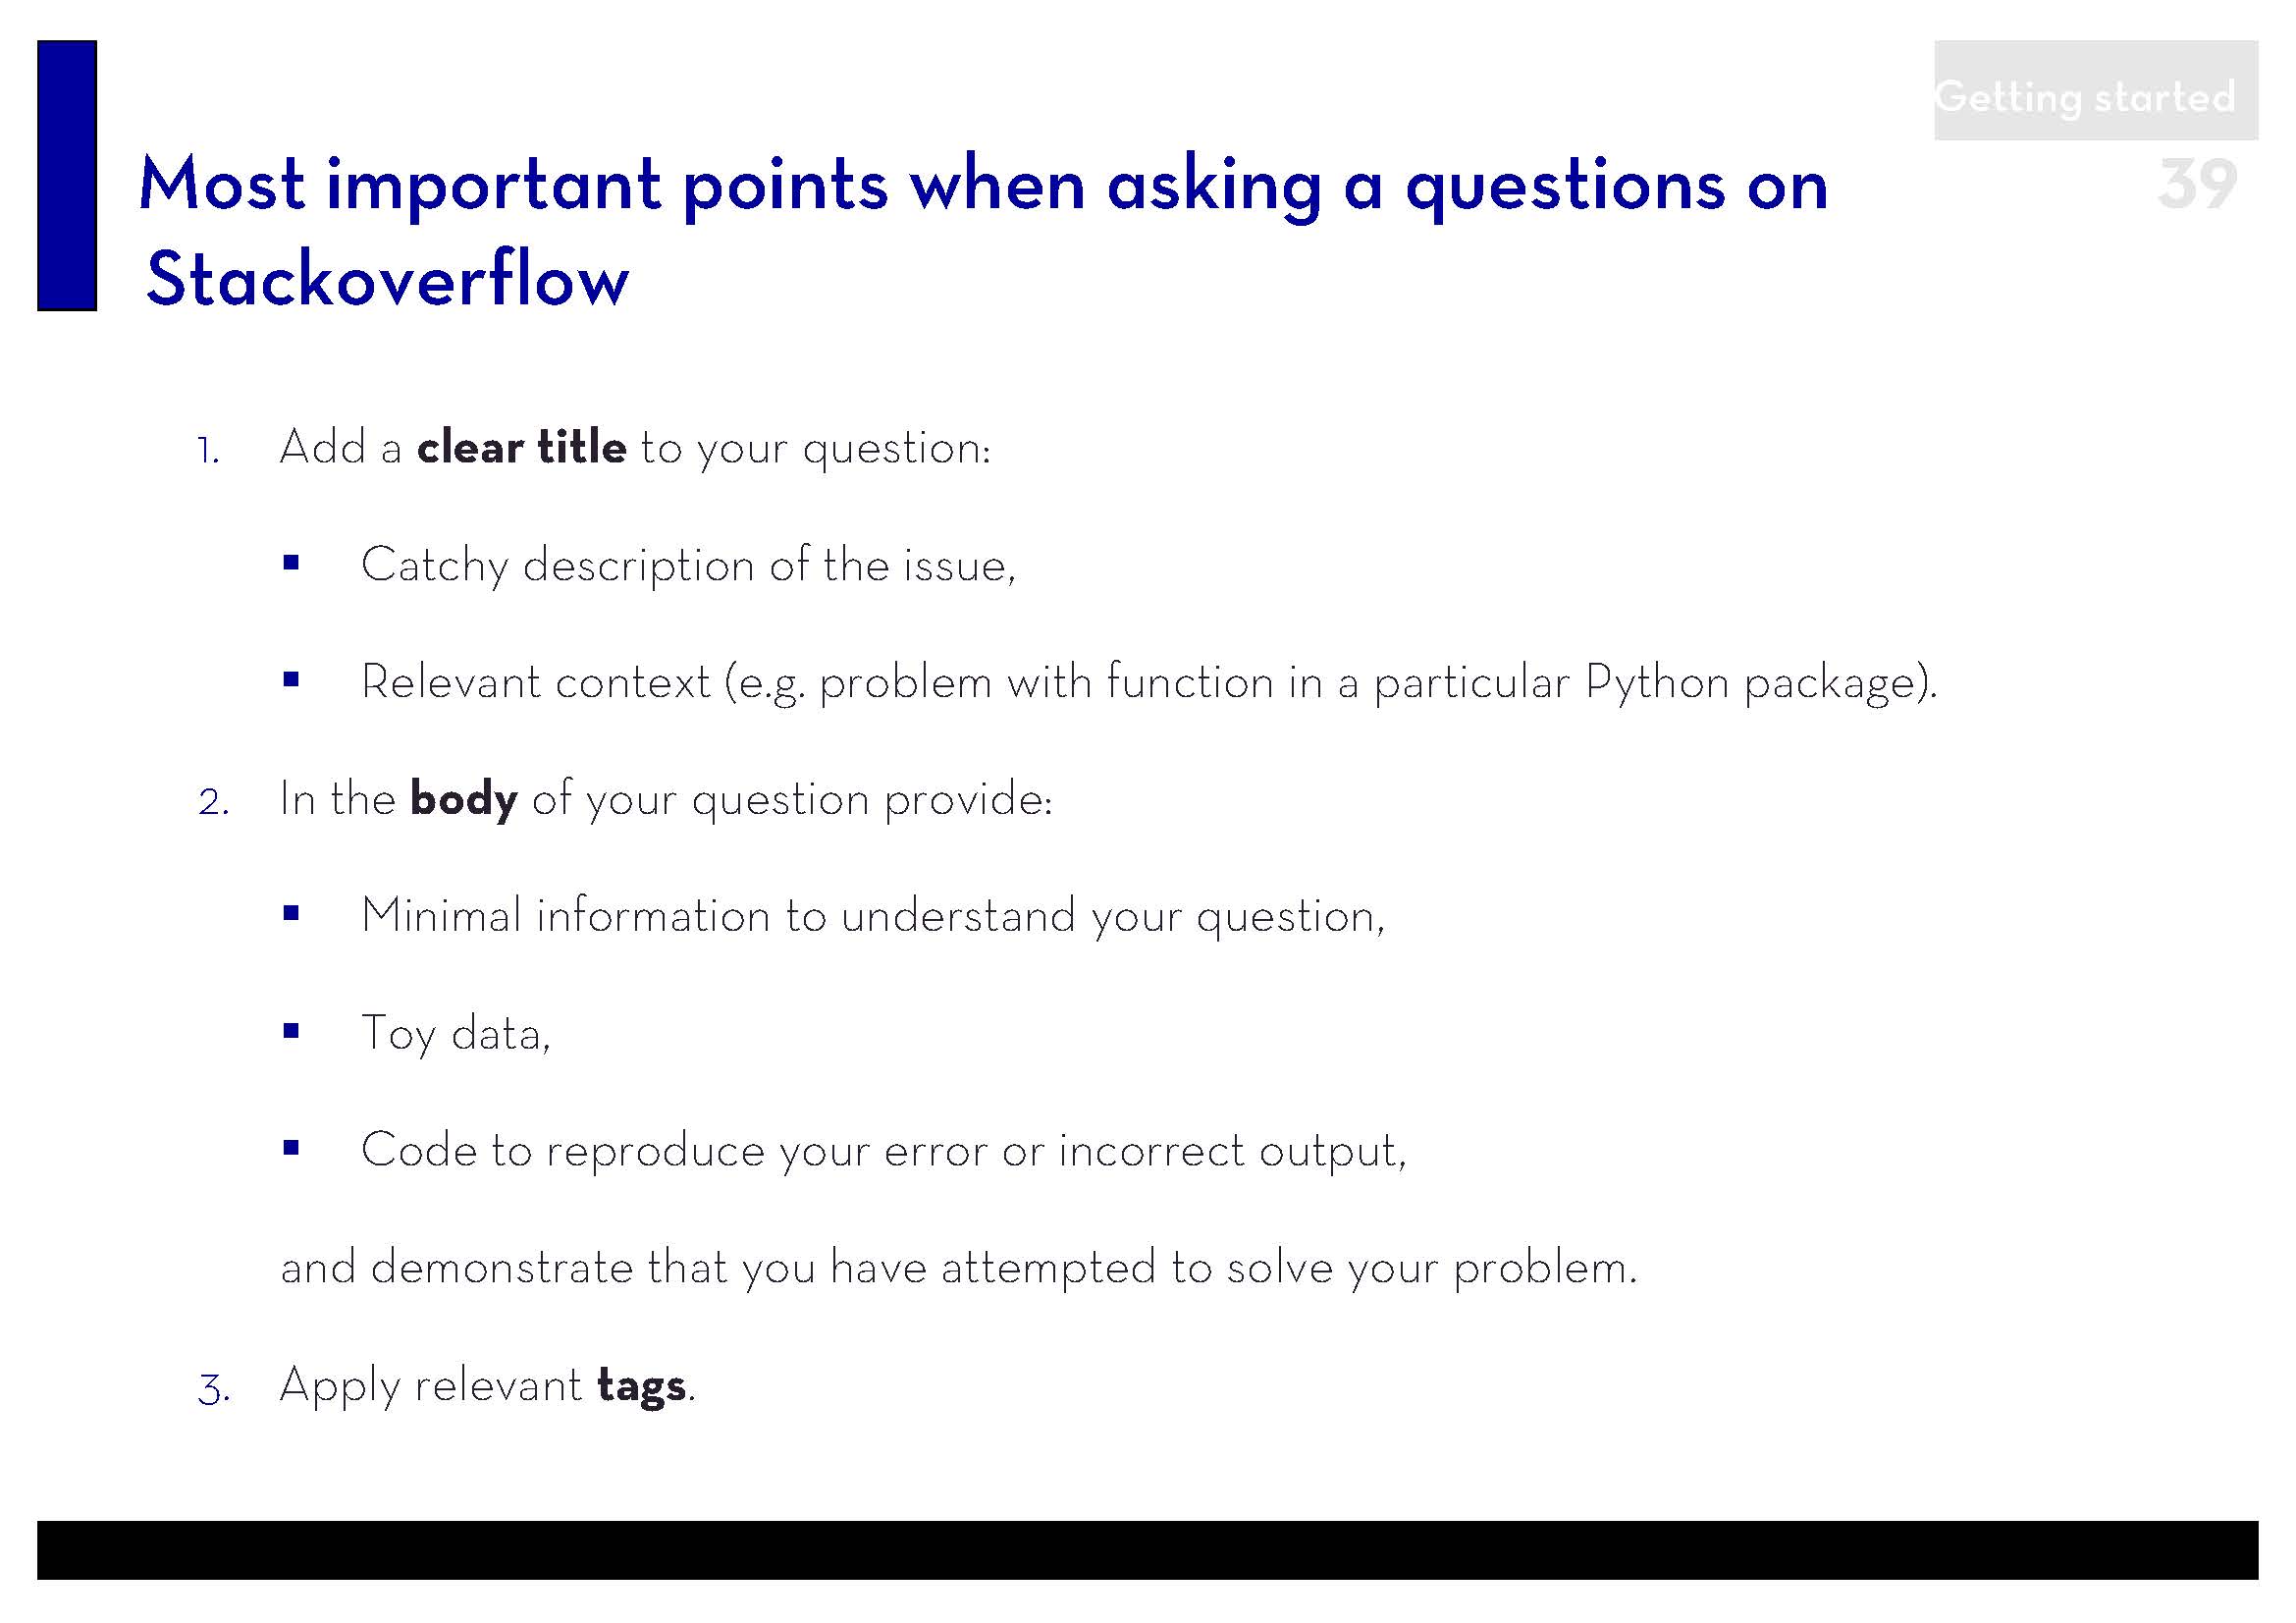 Getting started
39
Most important points when asking a questions on
Stackoverflow
1. Add a clear title to your question:
▪ Catchy description of the issue,
▪ Relevant context (e.g. problem with function in a particular Python package).
2. In the body of your question provide:
▪ Minimal information to understand your question,
▪ Toy data,
▪ Code to reproduce your error or incorrect output,
and demonstrate that you have attempted to solve your problem.
3. Apply relevant tags.